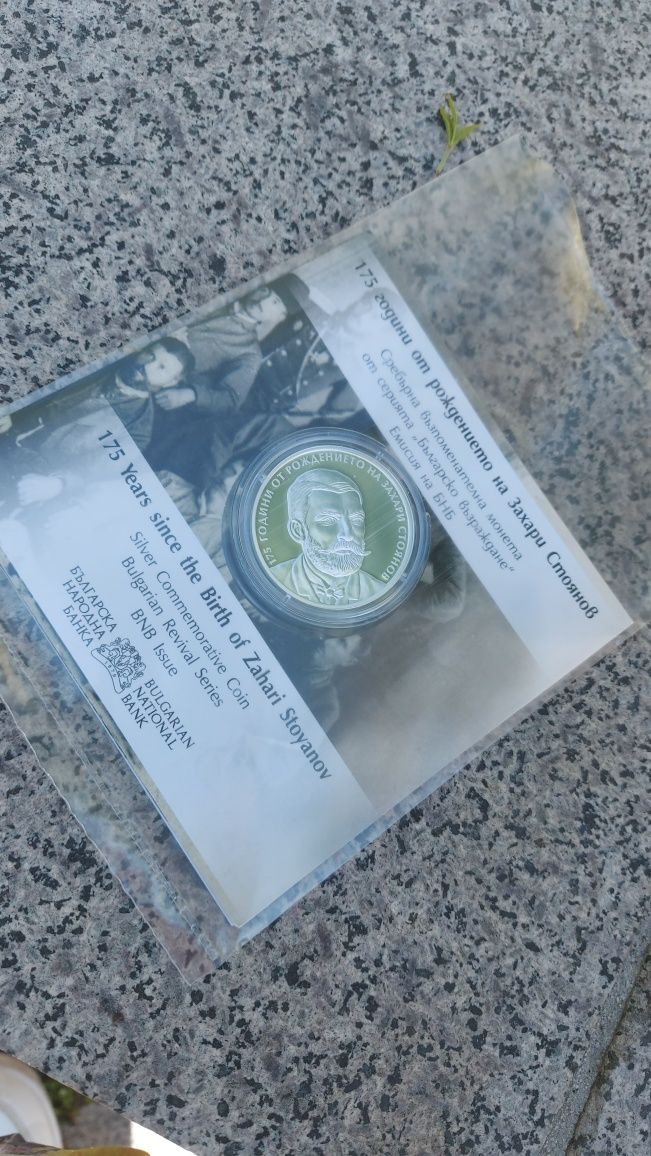 175 години от рождението на Захари Стоянов
Сребърна възпоменателна монета
от серията „Българско възраждане“
Емисия на БНБ
175 ГОДИНИ ОТ РОЖДЕНИЕТО НА ЗАХАРИ СТОЯНОВ
175 Years since the Birth of Zahari Stoyanov
Silver Commemorative Coin
Bulgarian Revival Series
BNB Issue
БЪЛГАРСКА
НАРОДНА
БАНКА
BULGARIAN
NATIONAL
BANK